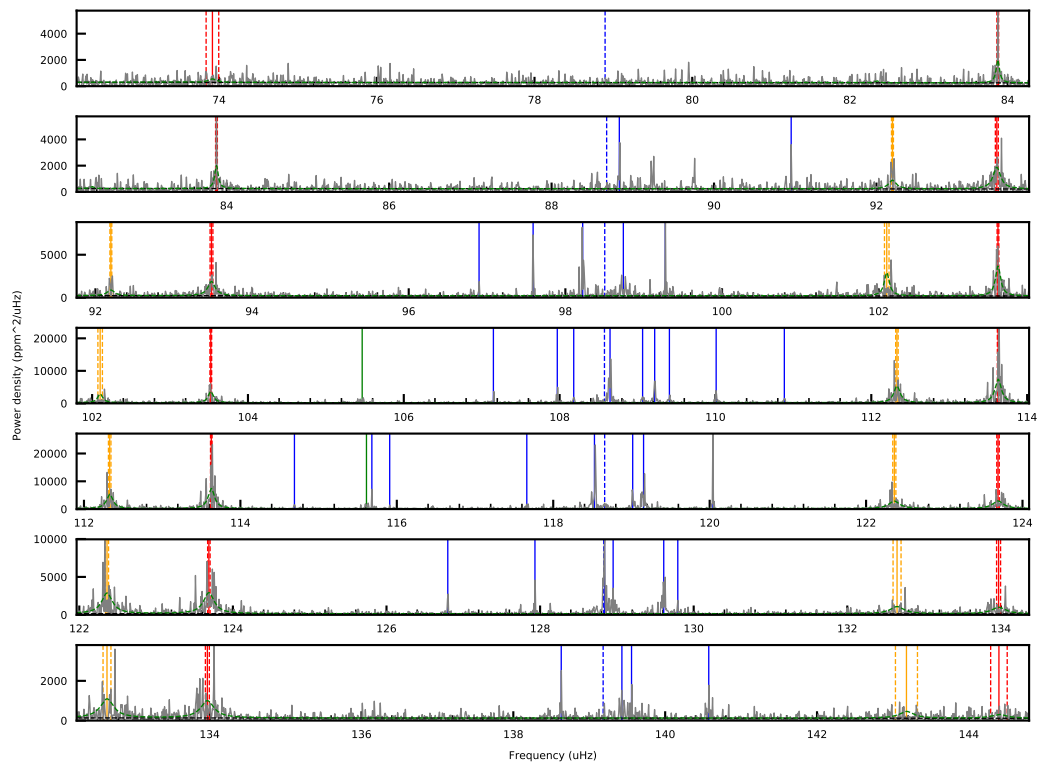 4000
2000
0
74 76 78 80 82 84
4000
2000
0
84 86 88 90 92
5000
0
92 94 96 98 100 102
20000
10000
0
102 104 106 108 110 112 114
Power density (ppm^2/uHz)
20000
10000
0
112 114 116 118 120 122 124
10000
5000
0
122 124 126 128 130 132 134
2000
0
134 136 138 140 142 144
Frequency (uHz)